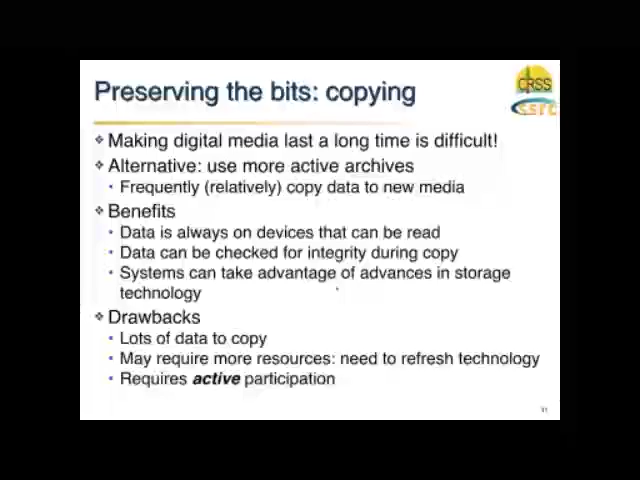 Preserving the bits: copying
CRSS
ssrc
❖ Making digital media last a long time is difficult!
❖ Alternative: use more active archives
• Frequently (relatively) copy data to new media
❖ Benefits
• Data is always on devices that can be read
• Data can be checked for integrity during copy
• Systems can take advantage of advances in storage
technology
❖ Drawbacks
• Lots of data to copy
• May require more resources: need to refresh technology
• Requires active participation